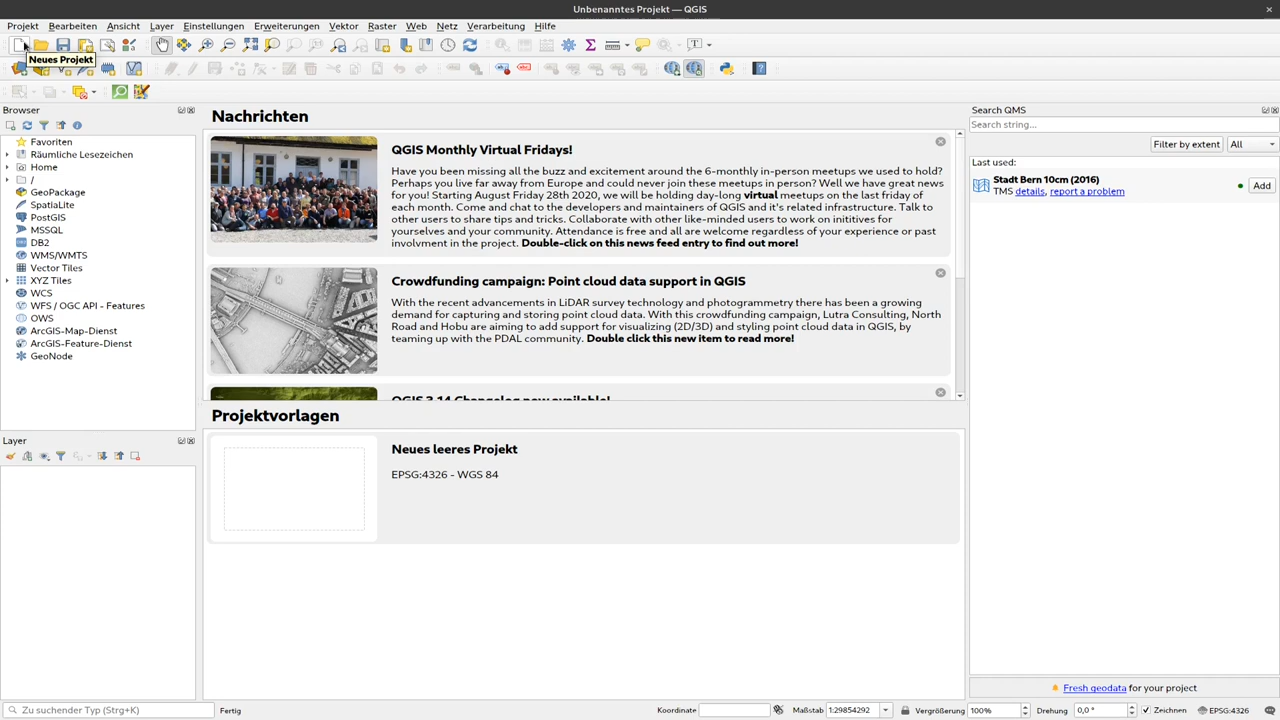 Unbenanntes Projekt — QGIS
Projekt Bearbeiten Ansicht Layer Einstellungen Erweiterungen Vektor Raster Web Netz Verarbeitung Hilfe
Neues Projekt
Browser
Favoriten
Räumliche Lesezeichen
Home
/
GeoPackage
SpatiaLite
PostGIS
MSSQL
DB2
WMS/WMTS
Vector Tiles
XYZ Tiles
WCS
WFS / OGC API - Features
OWS
ArcGIS-Map-Dienst
ArcGIS-Feature-Dienst
GeoNode
Layer
Nachrichten
QGIS Monthly Virtual Fridays!
Have you been missing all the buzz and excitement around the 6-monthly in-person meetups we used to hold?
Perhaps you live far away from Europe and could never join these meetups in person? Well we have great news
for you! Starting August Friday 28th 2020, we will be holding day-long virtual meetups on the last friday of
each month. Come and chat to the developers and maintainers of QGIS and it's related infrastructure. Talk to
other users to share tips and tricks. Collaborate with other like-minded users to work on inititives for
yourselves and your community. Attendance is free and all are welcome regardless of your experience or past
involvment in the project. Double-click on this news feed entry to find out more!
Crowdfunding campaign: Point cloud data support in QGIS
With the recent advancements in LiDAR survey technology and photogrammetry there has been a growing
demand for capturing and storing point cloud data. With this crowdfunding campaign, Lutra Consulting, North
Road and Hobu are aiming to add support for visualizing (2D/3D) and styling point cloud data in QGIS, by
teaming up with the PDAL community. Double click this new item to read more!
QGIS 3.14 Changelog now available!
Projektvorlagen
Neues leeres Projekt
EPSG:4326 - WGS 84
Search QMS
Search string...
Filter by extent All
Last used:
Stadt Bern 10cm (2016)
TMS details, report a problem
Add
Fresh geodata for your project
Zu suchender Typ (Strg+K) Fertig Koordinate Maßstab 1:29854292 Vergrößerung 100% Drehung 0,0 ° Zeichnen EPSG:4326